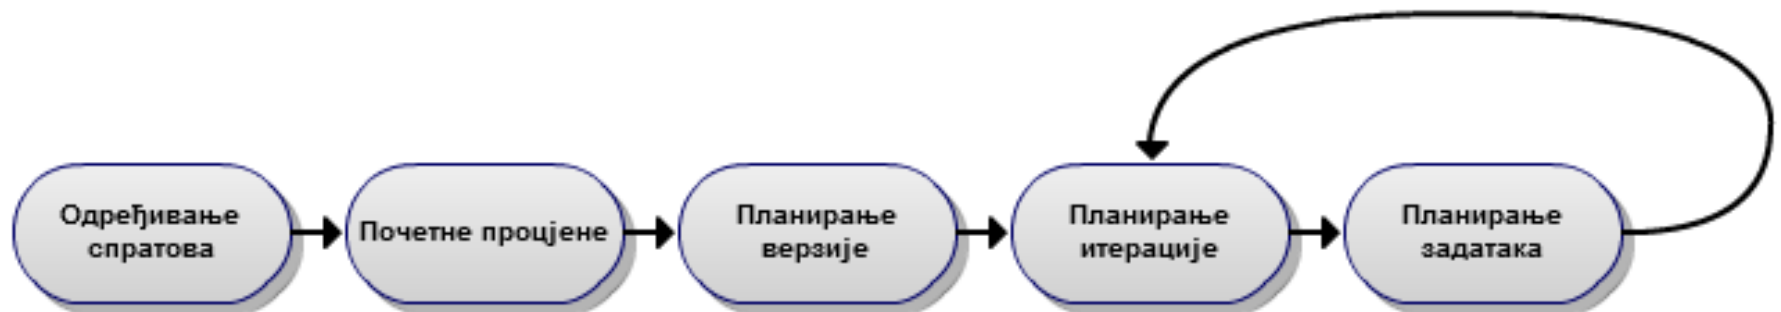 Одређивање
спратова
Почетне процјене
Планирање
верзије
Планирање
итерације
Планирање
задатака